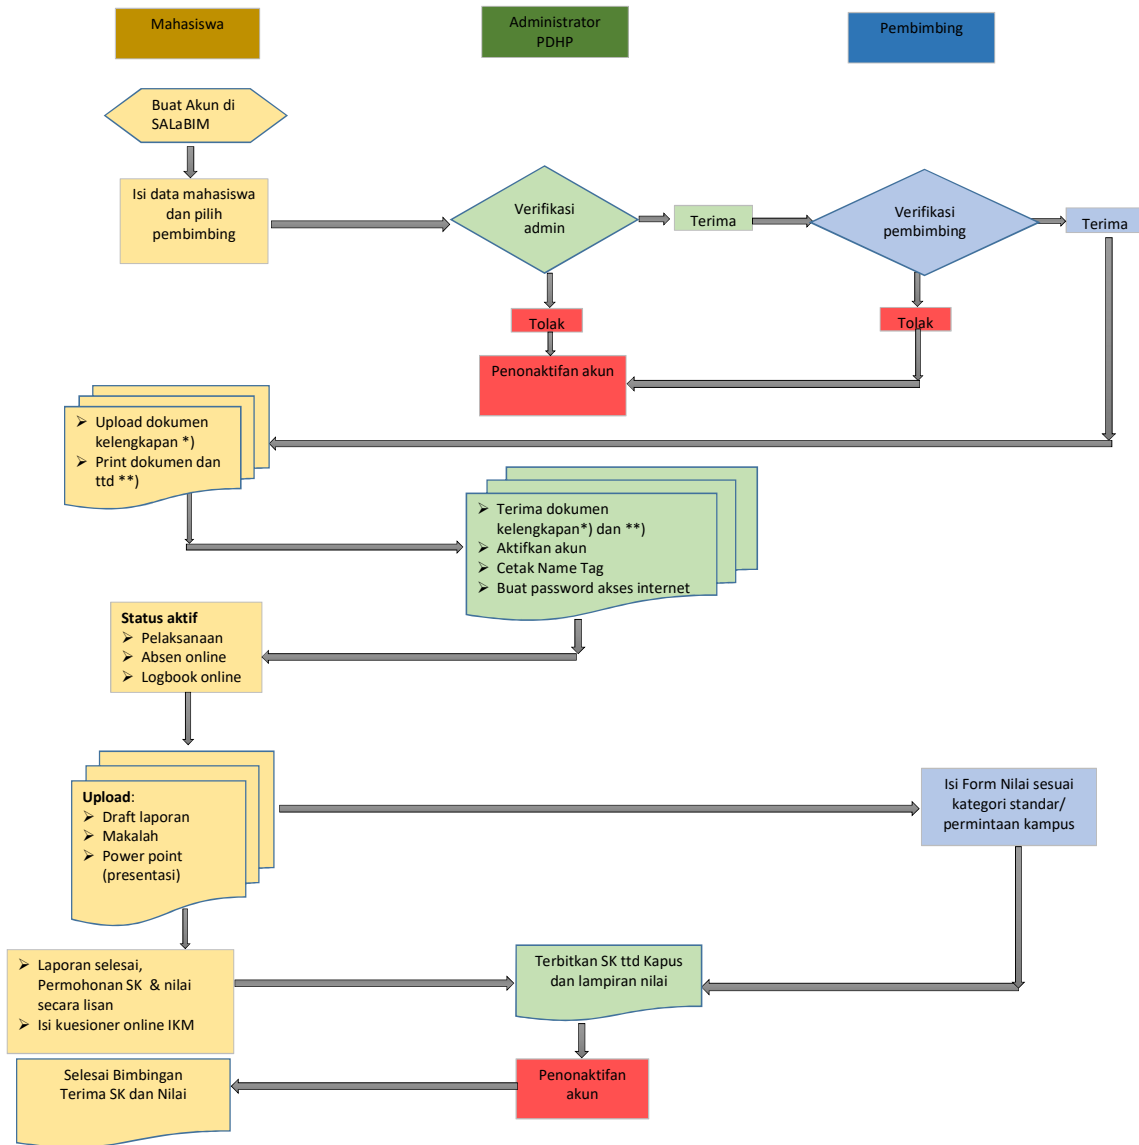 Mahasiswa
Administrator
PDHP
Pembimbing
Buat Akun di
SALaBIM
Isi data mahasiswa
dan pilih
pembimbing
Verifikasi
admin
Terima
Verifikasi
pembimbing
Terima
Tolak
Tolak
Penonaktifan akun
➢ Upload dokumen
kelengkapan *)
➢ Print dokumen dan
ttd **)
➢ Terima dokumen
kelengkapan*) dan **)
➢ Aktifkan akun
➢ Cetak Name Tag
➢ Buat password akses internet
Status aktif
➢ Pelaksanaan
➢ Absen online
➢ Logbook online
Upload:
➢ Draft laporan
➢ Makalah
➢ Power point
(presentasi)
Isi Form Nilai sesuai
kategori standar/
permintaan kampus
➢ Laporan selesai,
Permohonan SK & nilai
secara lisan
➢ Isi kuesioner online IKM
Terbitkan SK ttd Kapus
dan lampiran nilai
Selesai Bimbingan
Terima SK dan Nilai
Penonaktifan
akun